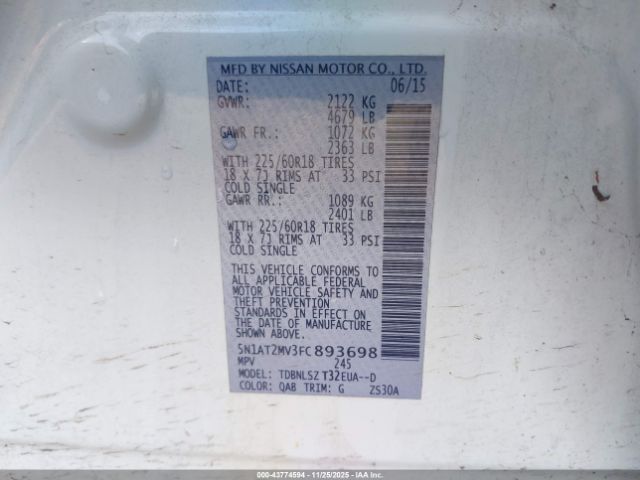 MFD BY NISSAN MOTOR CO., LTD.
DATE: 06/15
GVWR: 2122 KG
4679 LB
GAWR FR.: 1072 KG
2363 LB
WITH 225/60R18 TIRES
18 X 7J RIMS AT 33 PSI
COLD SINGLE
GAWR RR.: 1089 KG
2401 LB
WITH 225/60R18 TIRES
18 X 7J RIMS AT 33 PSI
COLD SINGLE
THIS VEHICLE CONFORMS TO
ALL APPLICABLE FEDERAL
MOTOR VEHICLE SAFETY AND
THEFT PREVENTION
STANDARDS IN EFFECT ON
THE DATE OF MANUFACTURE
SHOWN ABOVE.
5N1AT2MV3FC893698
MPV 245
MODEL: TDBNLSZ T32EUA--D
COLOR: QAB TRIM: G ZS30A
000-43774594 - 11/25/2025 - IAAI.COM